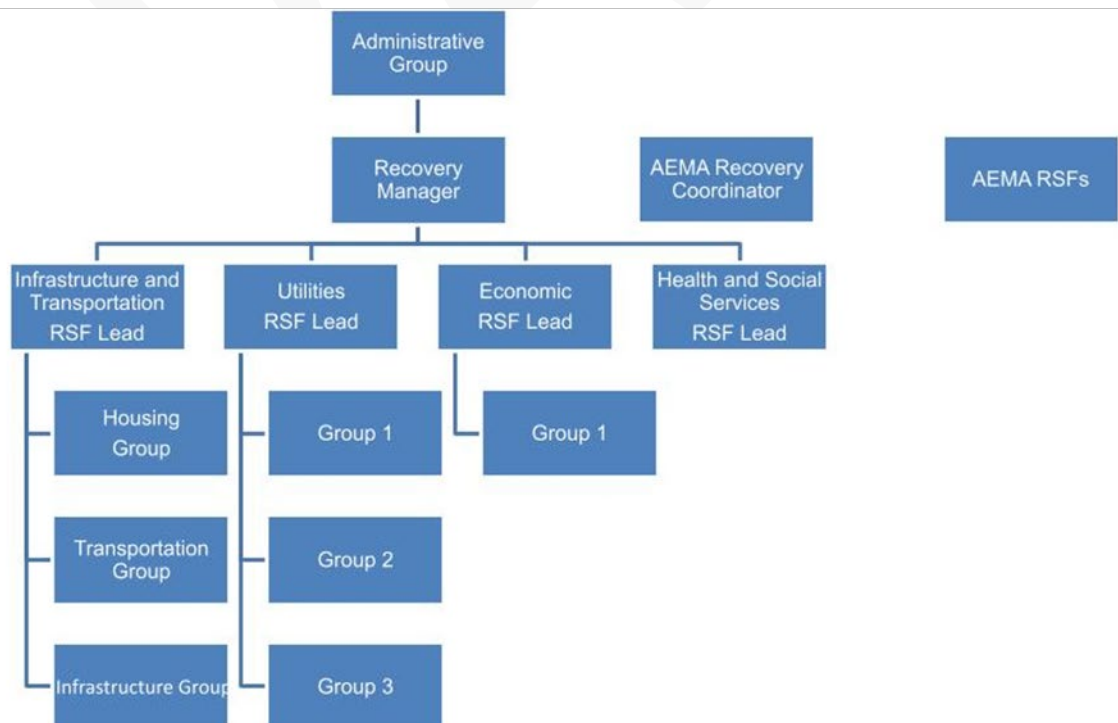 Administrative
Group
Recovery
Manager
AEMA Recovery
Coordinator
AEMA RSFs
Infrastructure and
Transportation
RSF Lead
Utilities
RSF Lead
Economic
RSF Lead
Health and Social
Services
RSF Lead
Housing
Group
Group 1
Group 1
Transportation
Group
Group 2
Infrastructure Group
Group 3